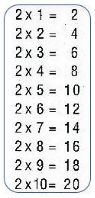 2 x 1 = 2
2 x 2 = 4
2 x 3 = 6
2 x 4 = 8
2 x 5 = 10
2 x 6 = 12
2 x 7 = 14
2 x 8 = 16
2 x 9 = 18
2 x 10= 20